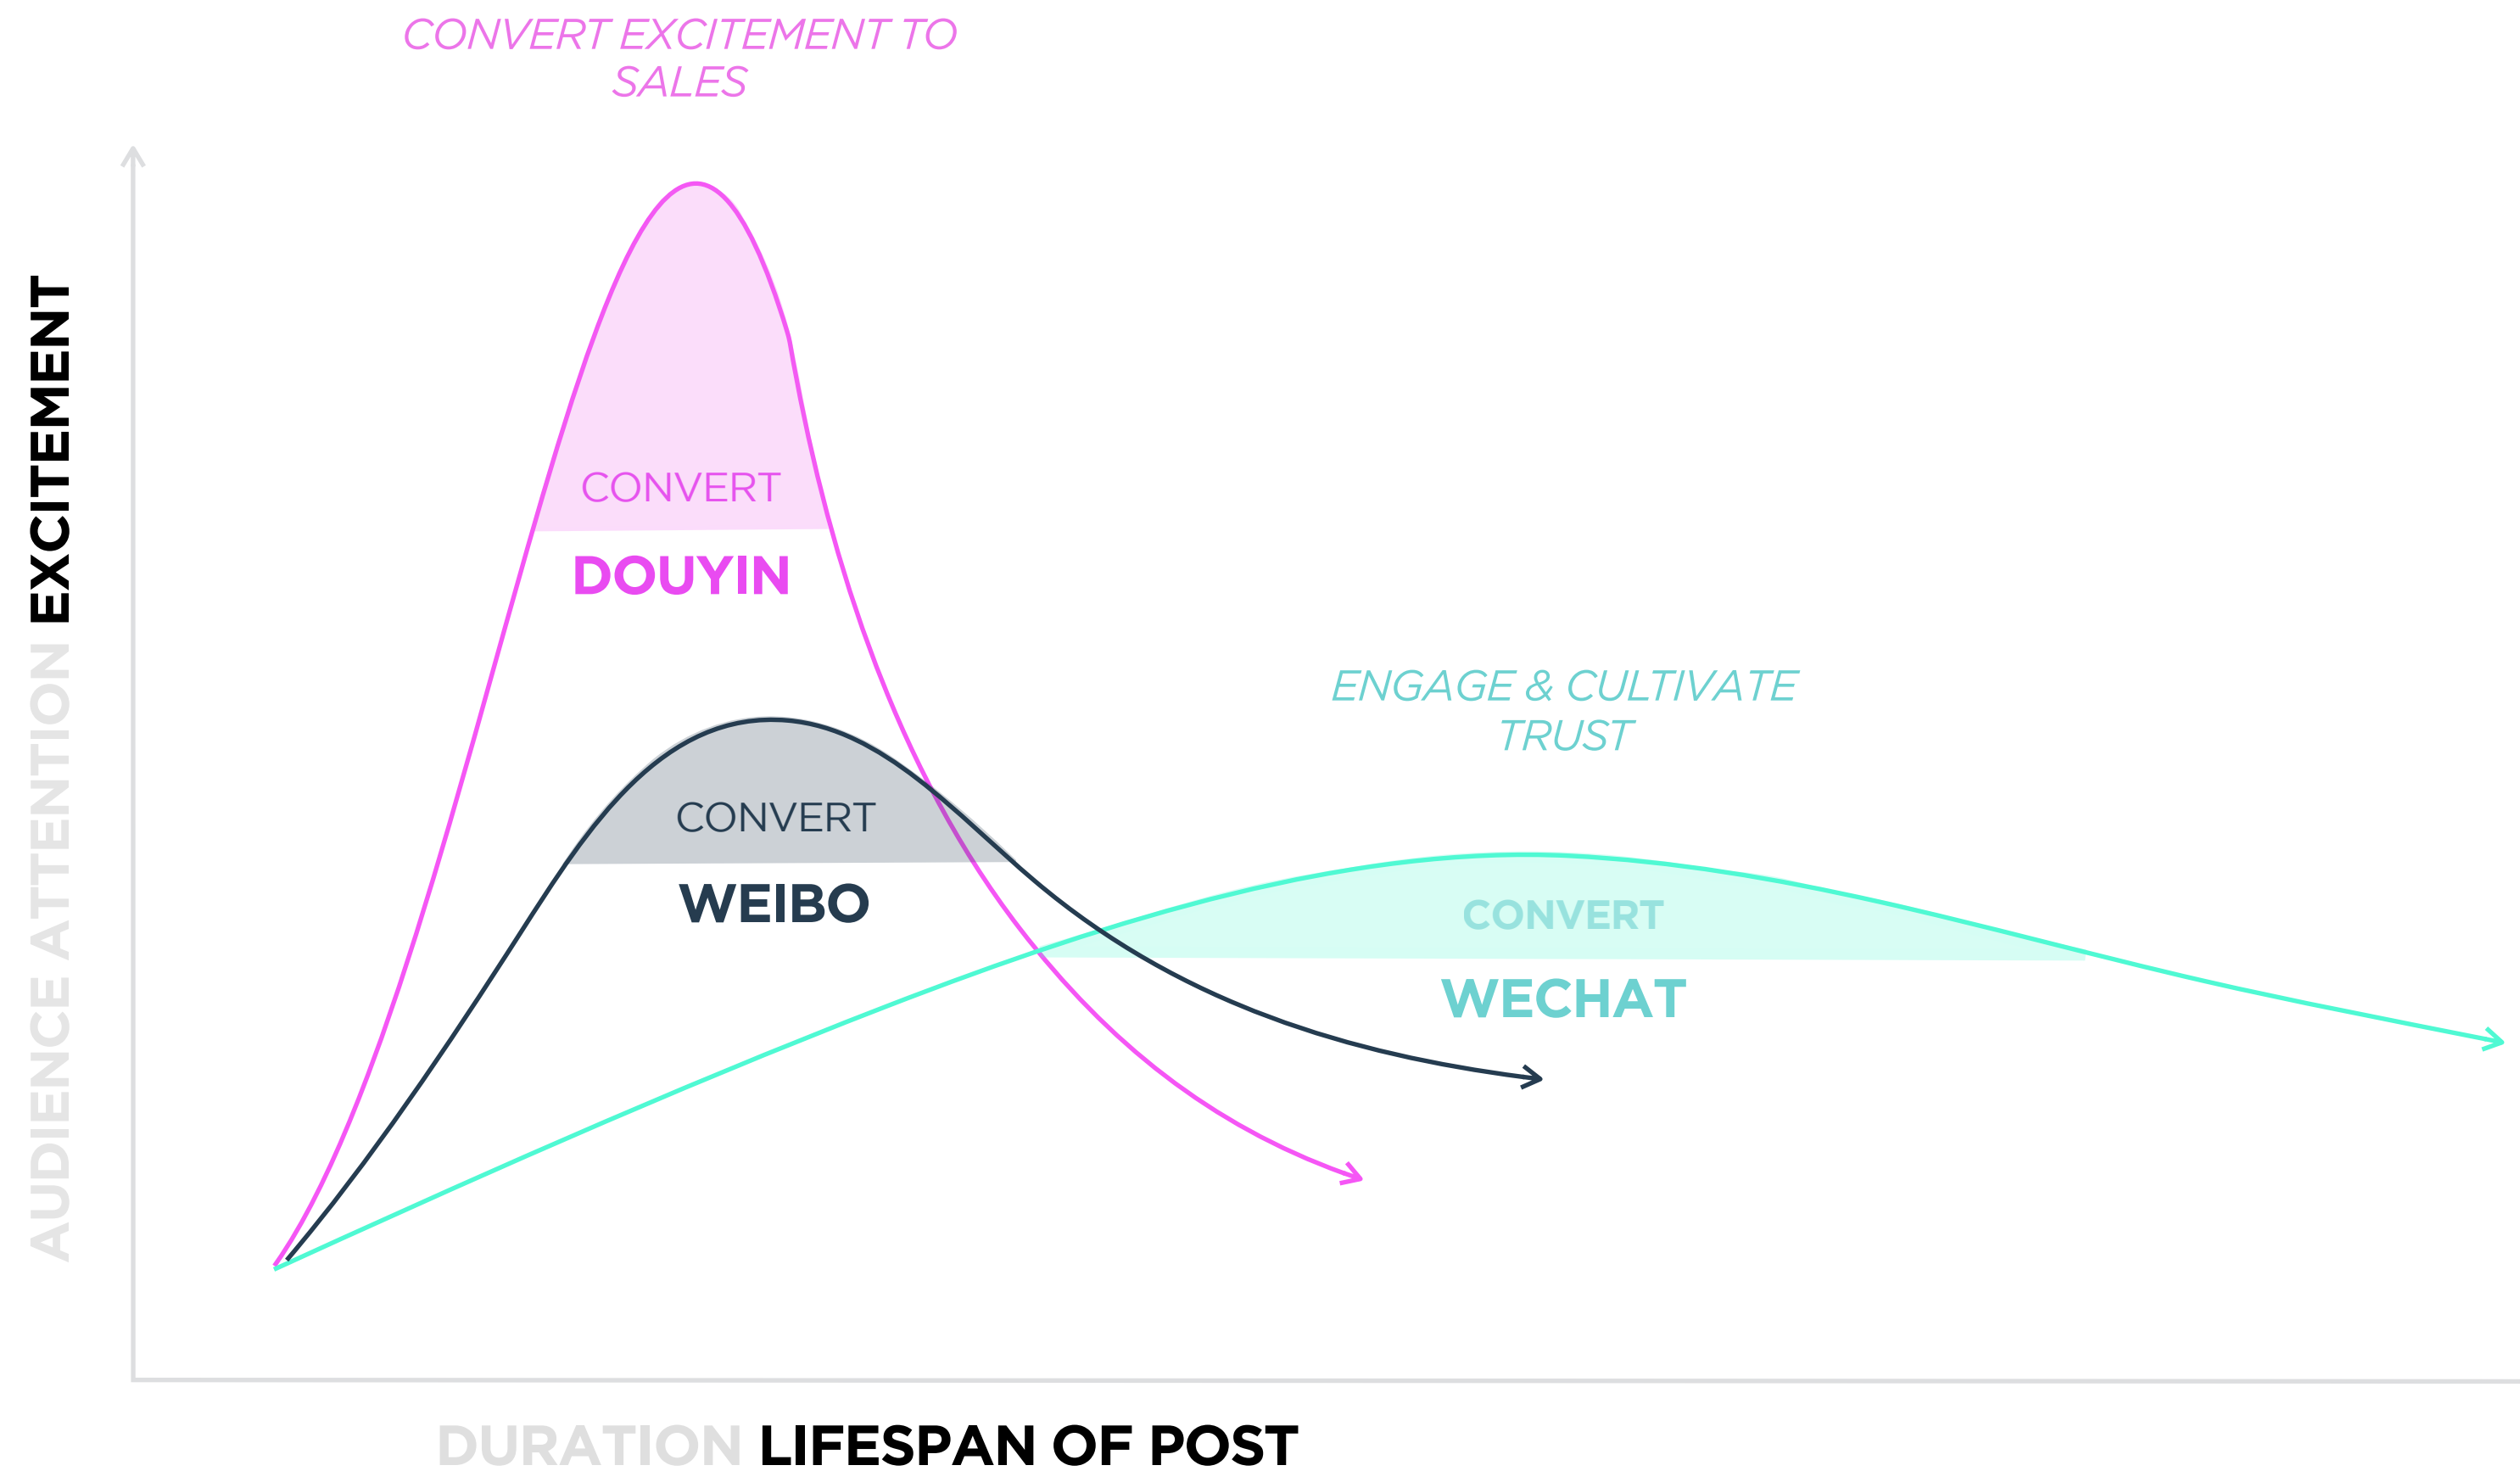 CONVERT EXCITEMENT TO
SALES
AUDIENCE ATTENTION EXCITEMENT
CONVERT
DOUYIN
ENGAGE & CULTIVATE
TRUST
CONVERT
WEIBO
CONVERT
WECHAT
DURATION LIFESPAN OF POST